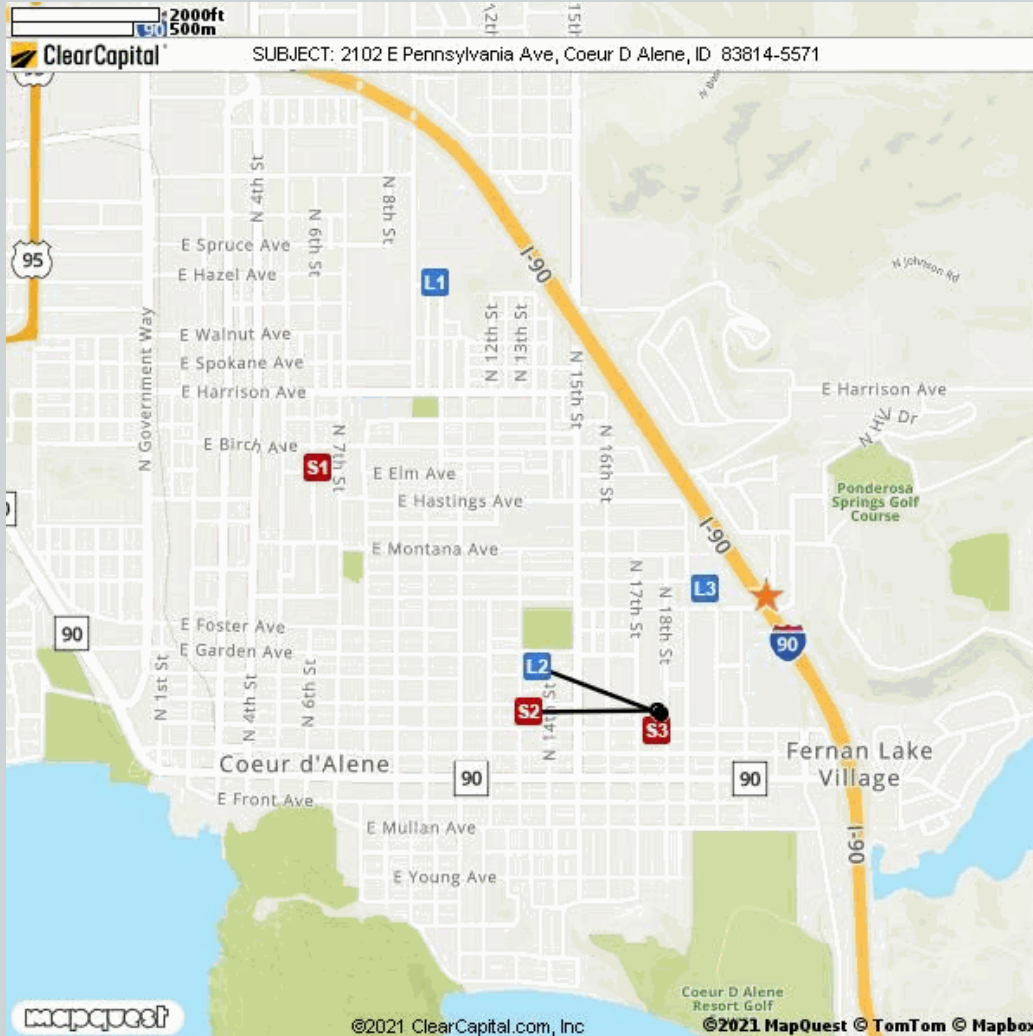 2000ft
90 500m
12th
15th
ClearCapital
SUBJECT: 2102 E Pennsylvania Ave, Coeur D Alene, ID 83814-5571
N 4th St
N 8th St
N 6th St
E Spruce Ave
95
I-90
N Johnson Rd
E Hazel Ave
L1
N Government Way
N 12th St
N 13th St
E Walnut Ave
E Spokane Ave
N 15th St
E Harrison Ave
E Harrison Ave
N Hill Dr
N 7th St
E Birch Ave
N 16th St
S1
E Elm Ave
Ponderosa
Springs Golf
Course
E Hastings Ave
I-90
E Montana Ave
N 17th St
N 18th St
L3
90
E Foster Ave
90
E Garden Ave
N 1st St
N 4th St
N 6th St
L2
N 14th St
S2
S3
Coeur d'Alene
90
90
Fernan Lake
Village
E Front Ave
E Mullan Ave
I-90
E Young Ave
Coeur D Alene
Resort Golf
mapquest
©2021 ClearCapital.com, Inc
©2021 MapQuest © TomTom © Mapbox